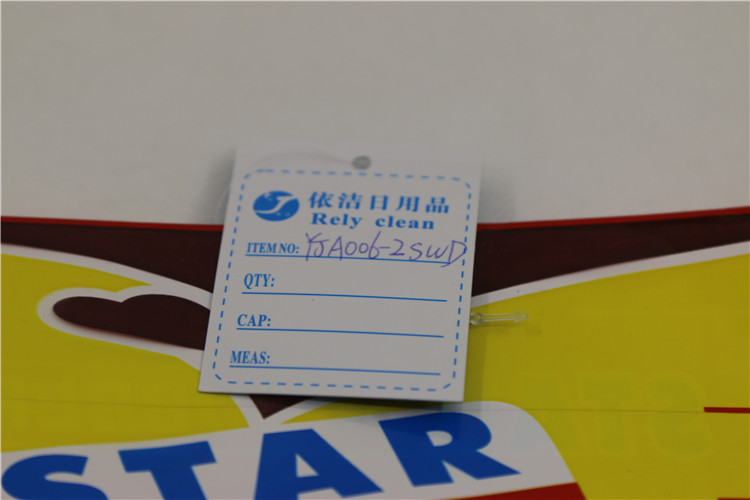 依洁日用品
Rely clean
ITEM NO: YJA006-2SWD
QTY:
CAP:
MEAS:
STAR